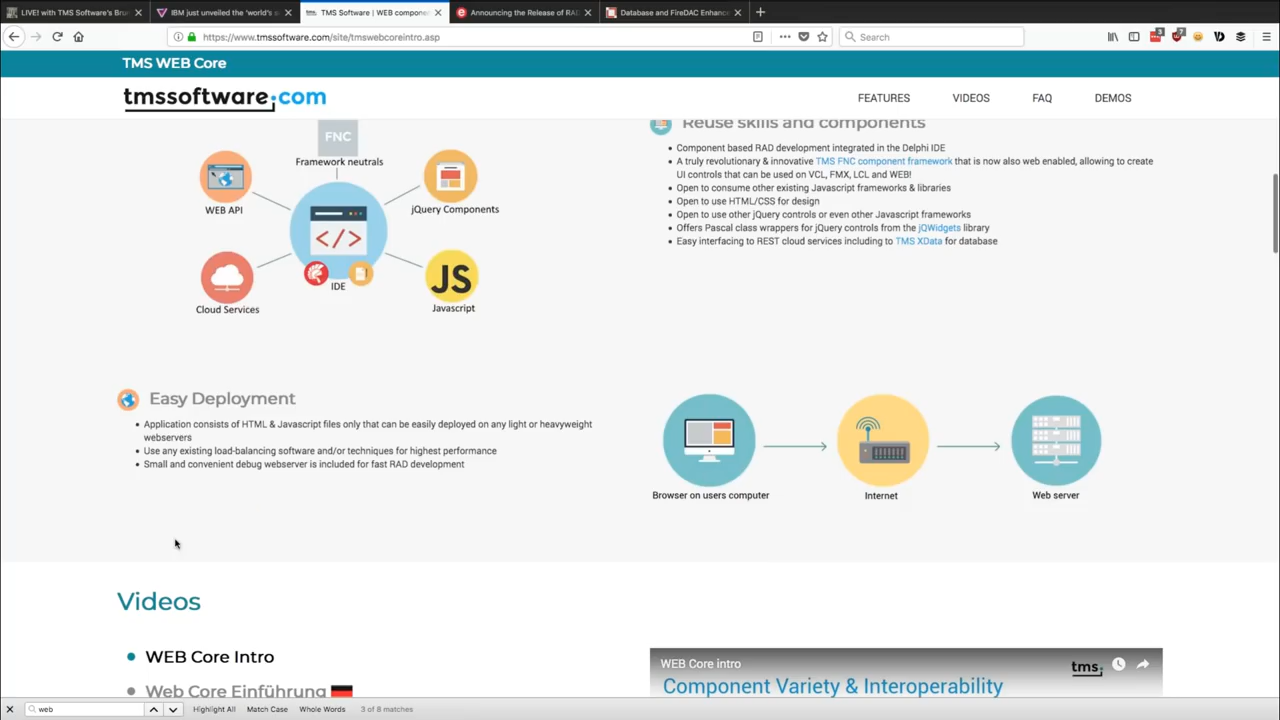 LIVE! with TMS Software's Bru
IBM just unveiled the 'world's s
TMS Software | WEB compone
Announcing the Release of RAD
Database and FireDAC Enhance
https://www.tmssoftware.com/site/tmswebcoreintro.asp
Search
TMS WEB Core
tmssoftware.com
FEATURES
VIDEOS
FAQ
DEMOS
FNC
Framework neutrals
WEB API
jQuery Components
</>
IDE
Cloud Services
JS
Javascript
Reuse skills and components
Component based RAD development integrated in the Delphi IDE
A truly revolutionary & innovative TMS FNC component framework that is now also web enabled, allowing to create
UI controls that can be used on VCL, FMX, LCL and WEB!
Open to consume other existing Javascript frameworks & libraries
Open to use HTML/CSS for design
Open to use other jQuery controls or even other Javascript frameworks
Offers Pascal class wrappers for jQuery controls from the jQWidgets library
Easy interfacing to REST cloud services including to TMS XData for database
Easy Deployment
Application consists of HTML & Javascript files only that can be easily deployed on any light or heavyweight
webservers
Use any existing load-balancing software and/or techniques for highest performance
Small and convenient debug webserver is included for fast RAD development
Browser on users computer
Internet
Web server
Videos
WEB Core Intro
Web Core Einführung
WEB Core intro
tms
Component Variety & Interoperability
web
Highlight All
Match Case
Whole Words
3 of 8 matches